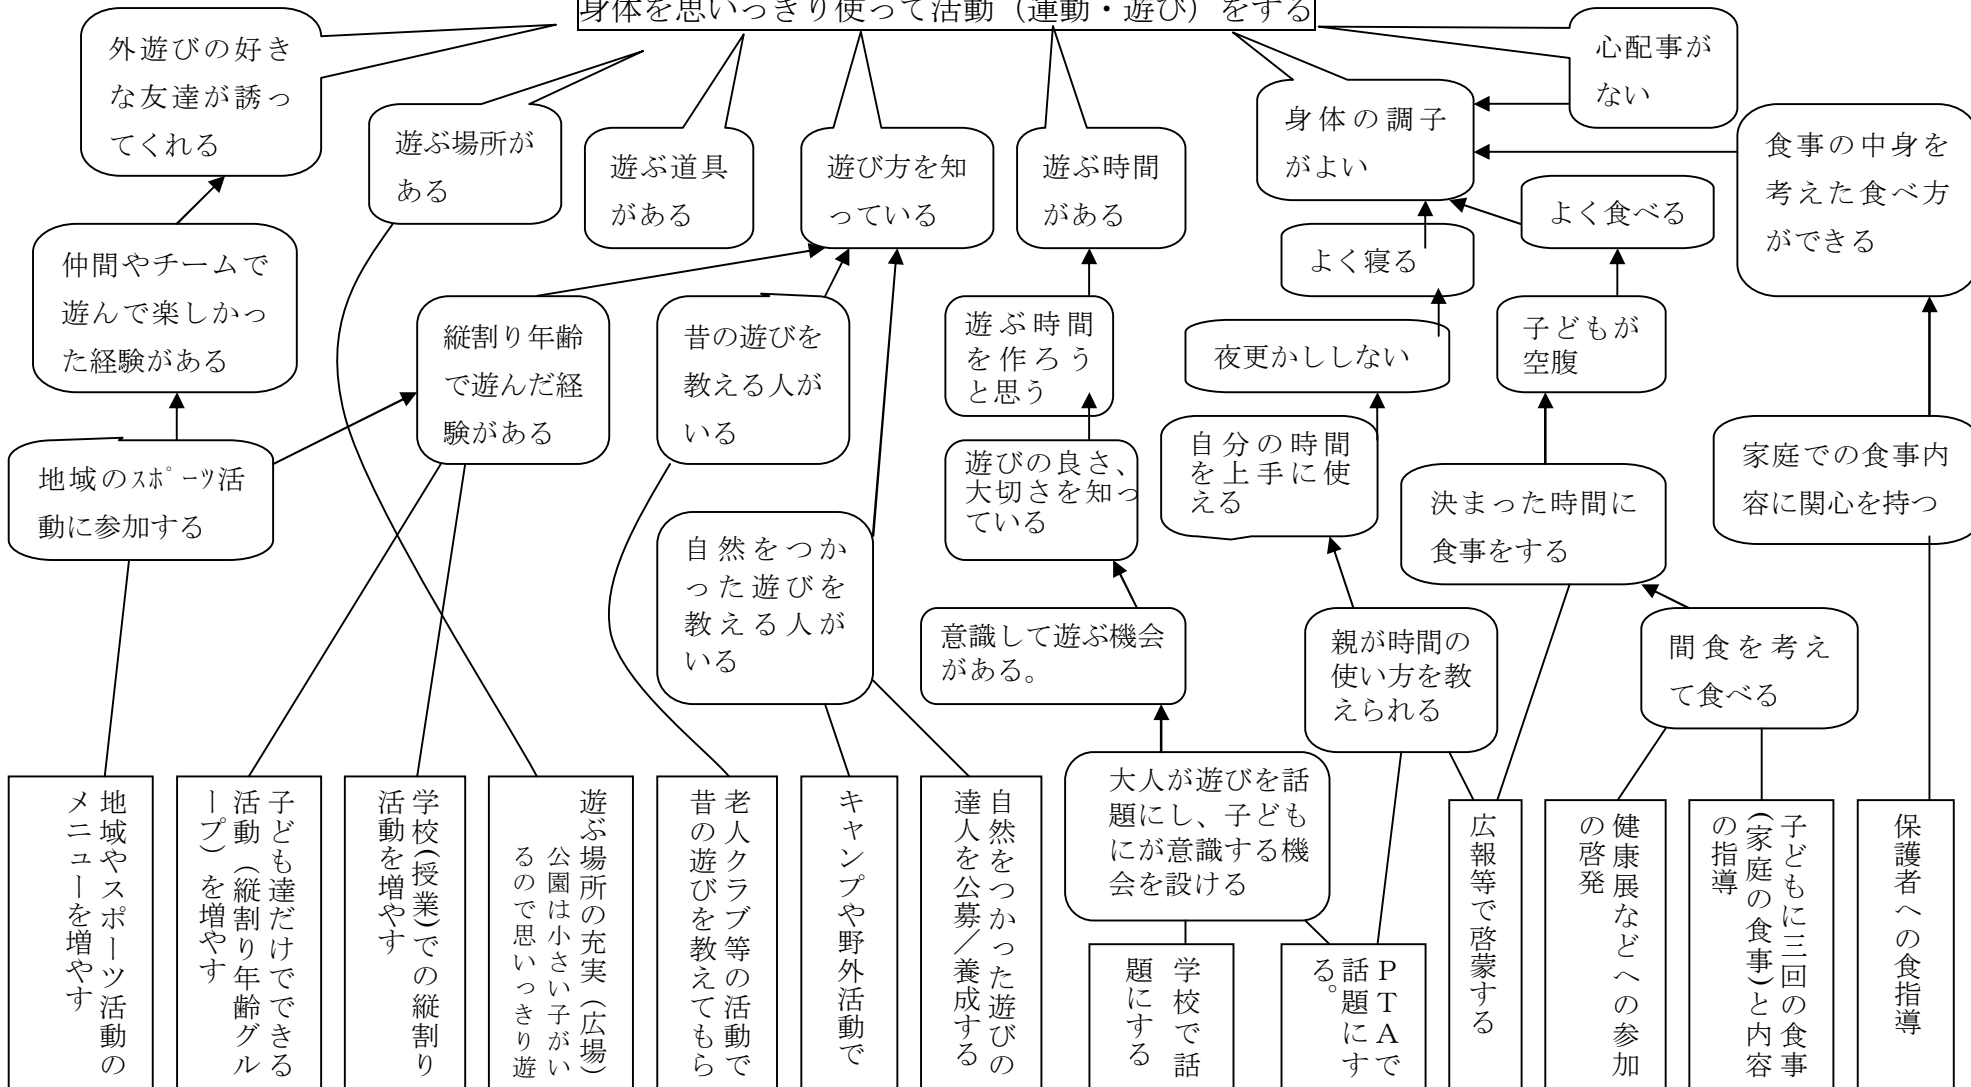 身体を思いっきり使って活動（運動・遊び）をする
外遊びの好き
な友達が誘っ
てくれる
遊ぶ場所が
ある
遊ぶ道具
がある
遊び方を知
っている
遊ぶ時間
がある
身体の調子
がよい
心配事が
ない
食事の中身を
考えた食べ方
ができる
よく食べる
よく寝る
仲間やチームで
遊んで楽しかっ
た経験がある
縦割り年齢
で遊んだ経
験がある
昔の遊びを
教える人が
いる
遊ぶ時間
を作ろう
と思う
夜更かししない
子どもが
空腹
地域のｽﾎﾟｰﾂ活
動に参加する
自然をつか
った遊びを
教える人が
いる
遊びの良さ、
大切さを知っ
ている
自分の時間
を上手に使
える
決まった時間に
食事をする
家庭での食事内
容に関心を持つ
意識して遊ぶ機会
がある。
親が時間の
使い方を教
えられる
間食を考え
て食べる
大人が遊びを話
題にし、子ども
にが意識する機
会を設ける
地域やスポーツ活動の
メニューを増やす
子ども達だけでできる
活動（縦割り年齢グル
ープ）を増やす
学校(授業)での縦割り
活動を増やす
遊ぶ場所の充実（広場）
公園は小さい子がい
るので思いっきり遊
老人クラブ等の活動で
昔の遊びを教えてもら
キャンプや野外活動で
自然をつかった遊びの
達人を公募／養成する
学校で話
題にする
ＰＴＡで
話題にす
る。
広報等で啓蒙する
健康展などへの参加
の啓発
子どもに三回の食事
(家庭の食事)と内容
の指導
保護者への食指導